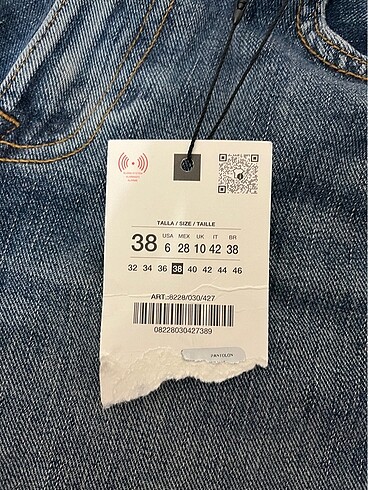 TALLA / SIZE / TAILLE
38 USA MEX UK IT BR
6 28 10 42 38
32 34 36 38 40 42 44 46
ART.:8228/030/427
08228030427389
PANTOLON